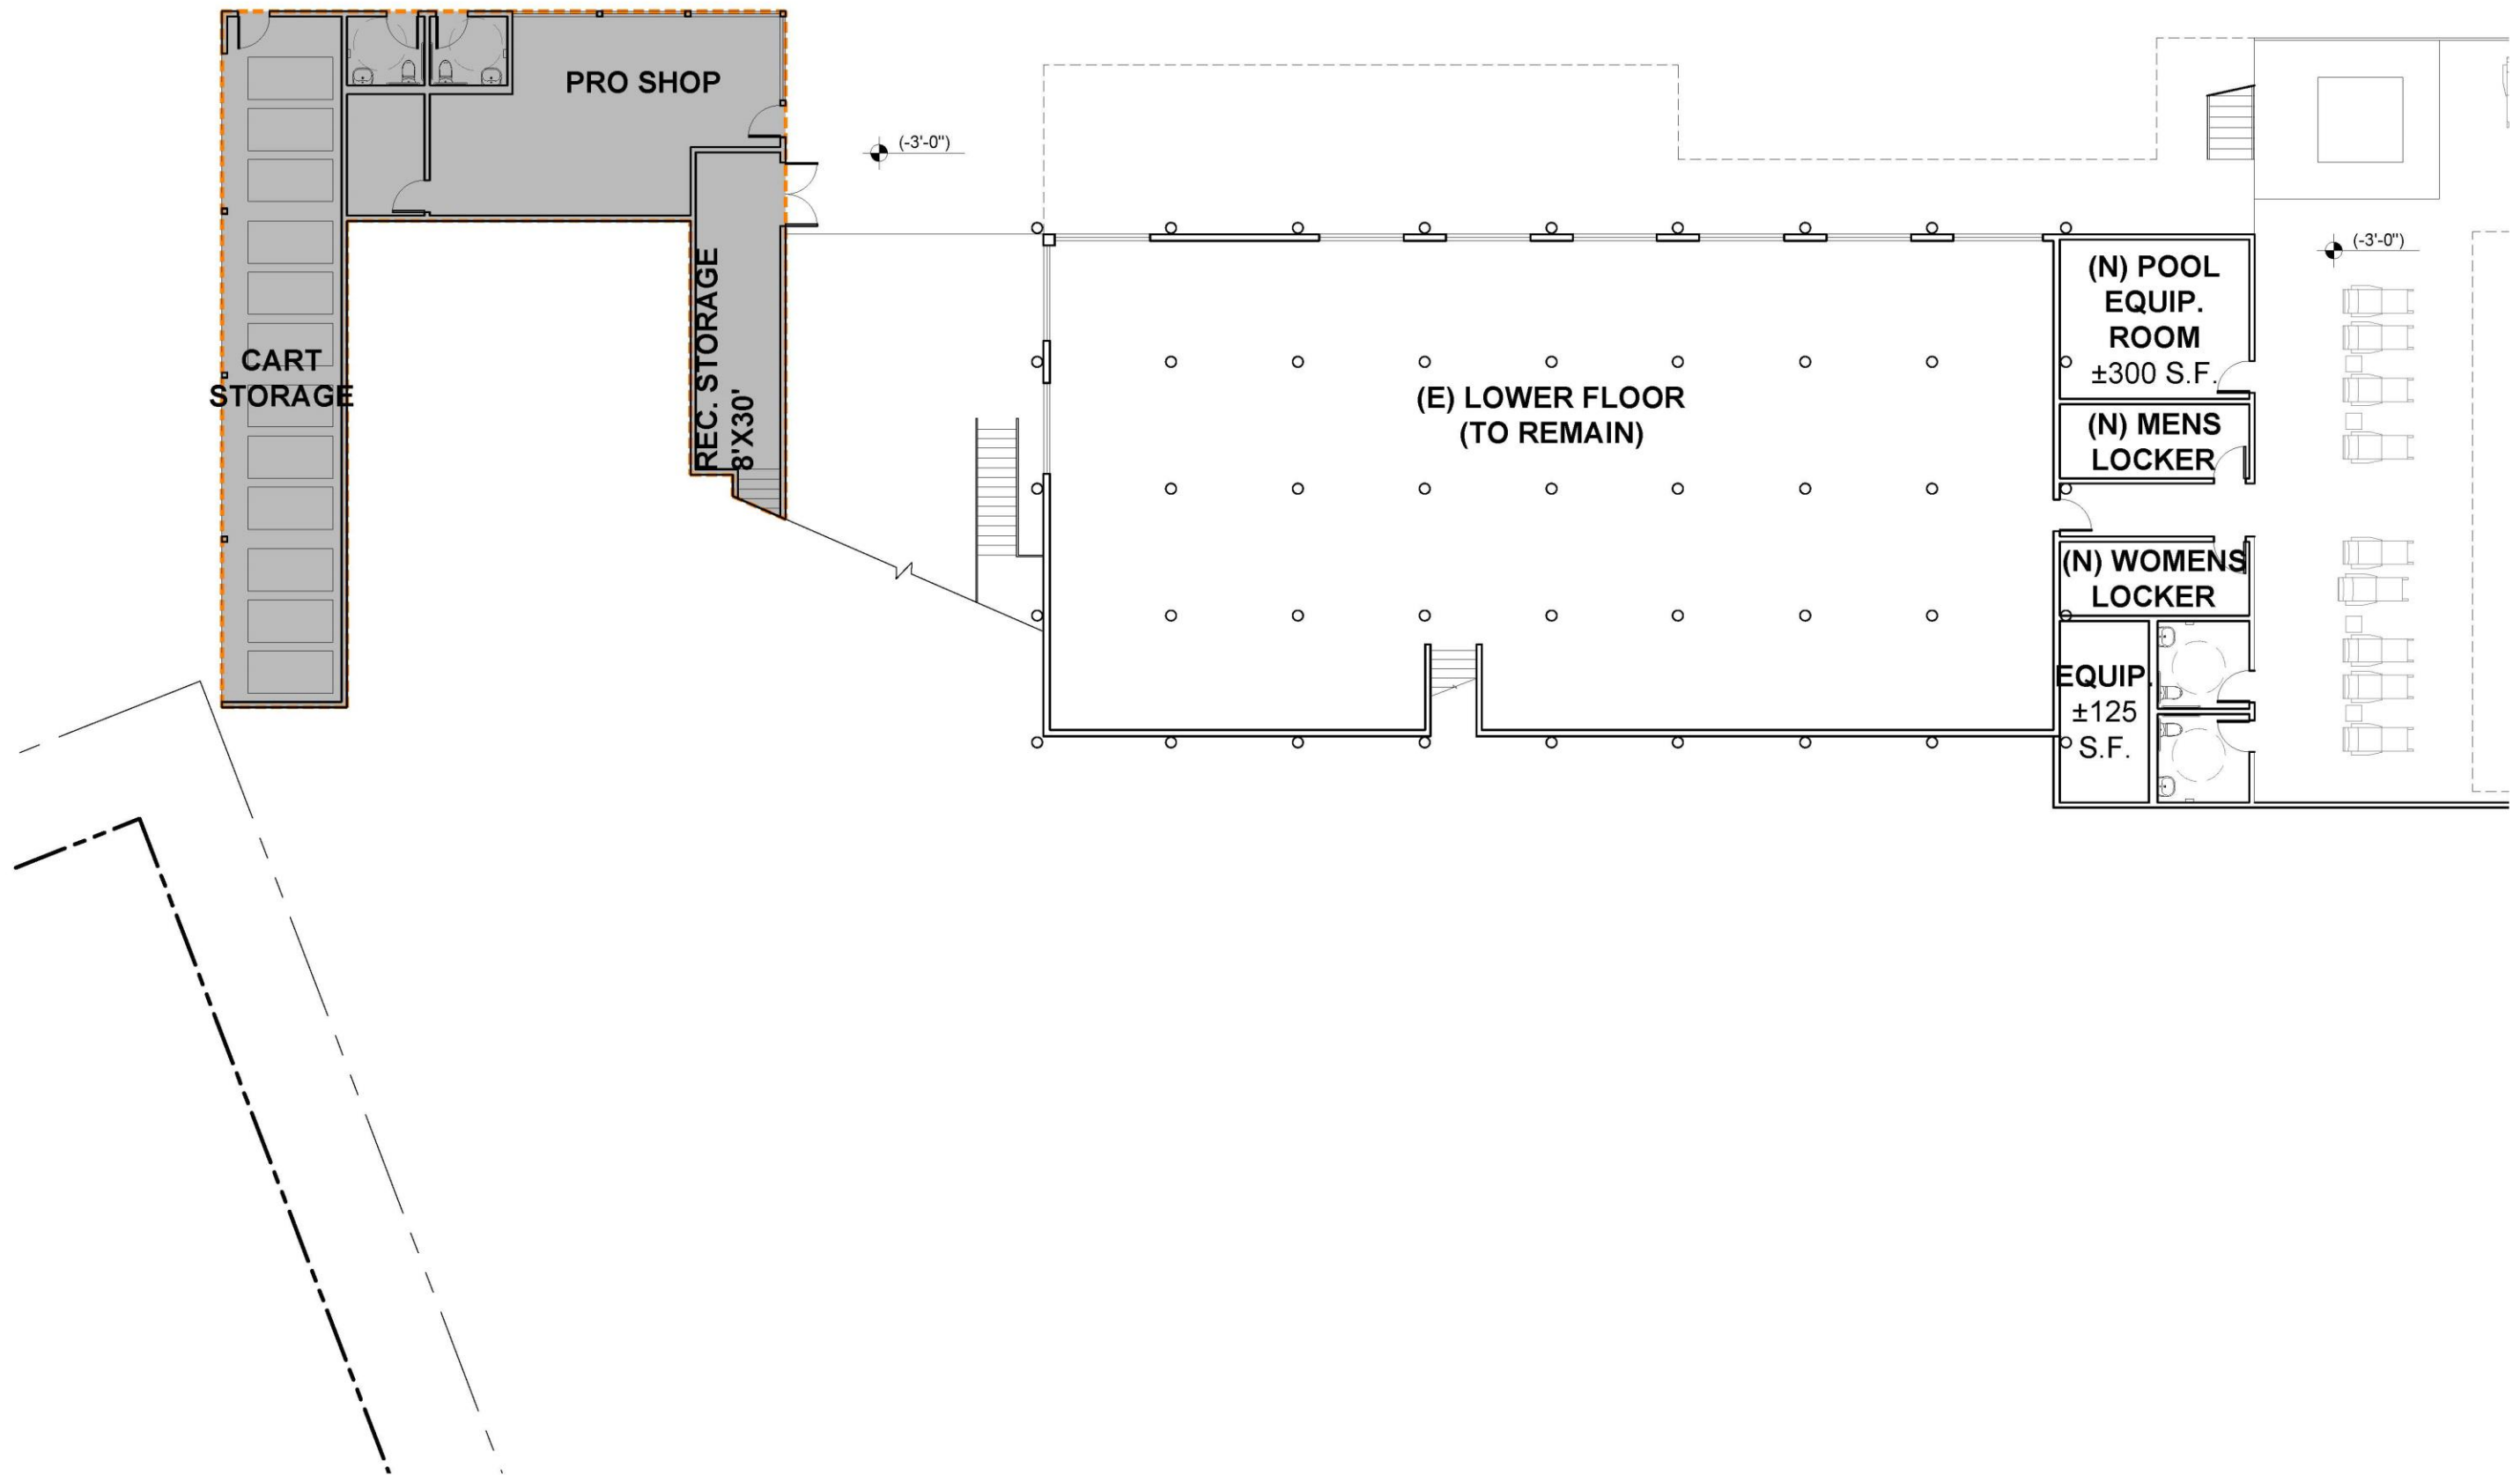 PRO SHOP
(-3'-0")
CART
STORAGE
REC. STORAGE
8'X30'
(E) LOWER FLOOR
(TO REMAIN)
(N) POOL
EQUIP.
ROOM
±300 S.F.
(-3'-0")
(N) MENS
LOCKER
(N) WOMENS
LOCKER
EQUIP.
±125
S.F.